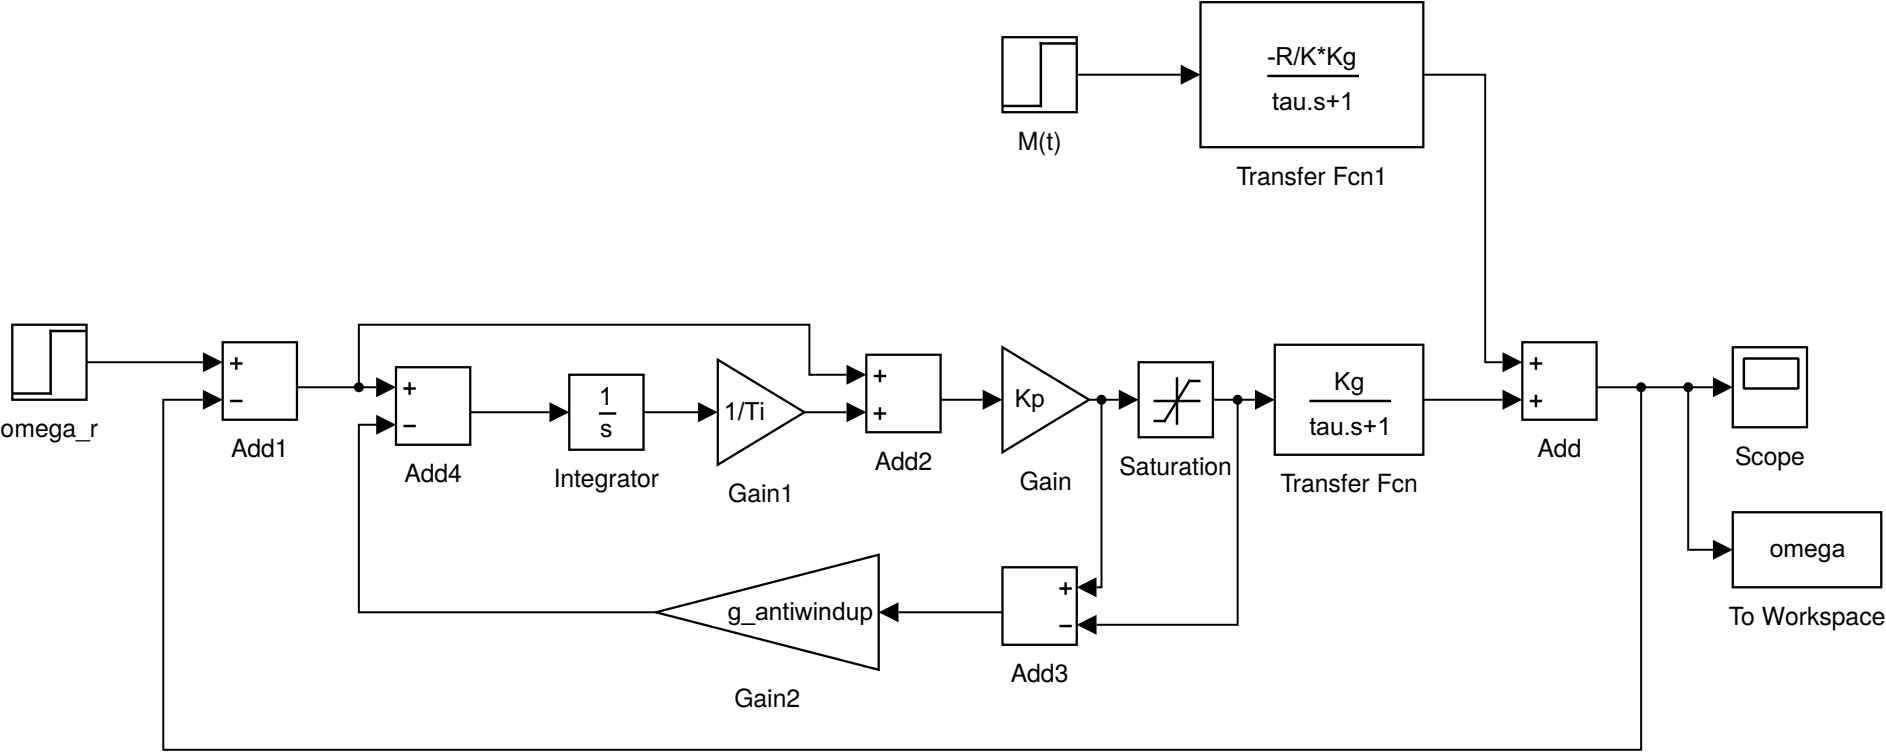 -R/K*Kg
tau.s+1
M(t)
Transfer Fcn1
omega_r
+
−
Add1
+
−
Add4
1
s
Integrator
1/Ti
Gain1
+
+
Add2
Kp
Gain
Saturation
Kg
tau.s+1
Transfer Fcn
+
+
Add
Scope
omega
To Workspace
g_antiwindup
Gain2
+
−
Add3